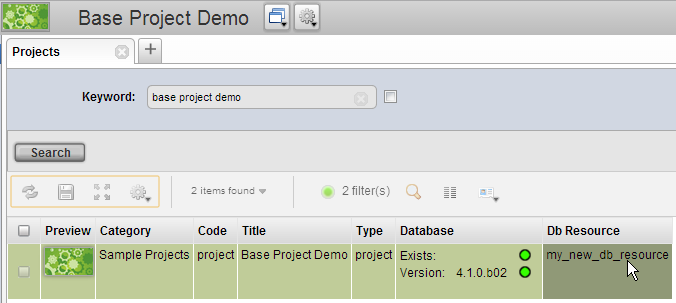 Base Project Demo
Projects
Keyword: base project demo
Search
2 items found 2 filter(s)
Preview Category Code Title Type Database Db Resource
Sample Projects project Base Project Demo project Exists: my_new_db_resource
Version: 4.1.0.b02